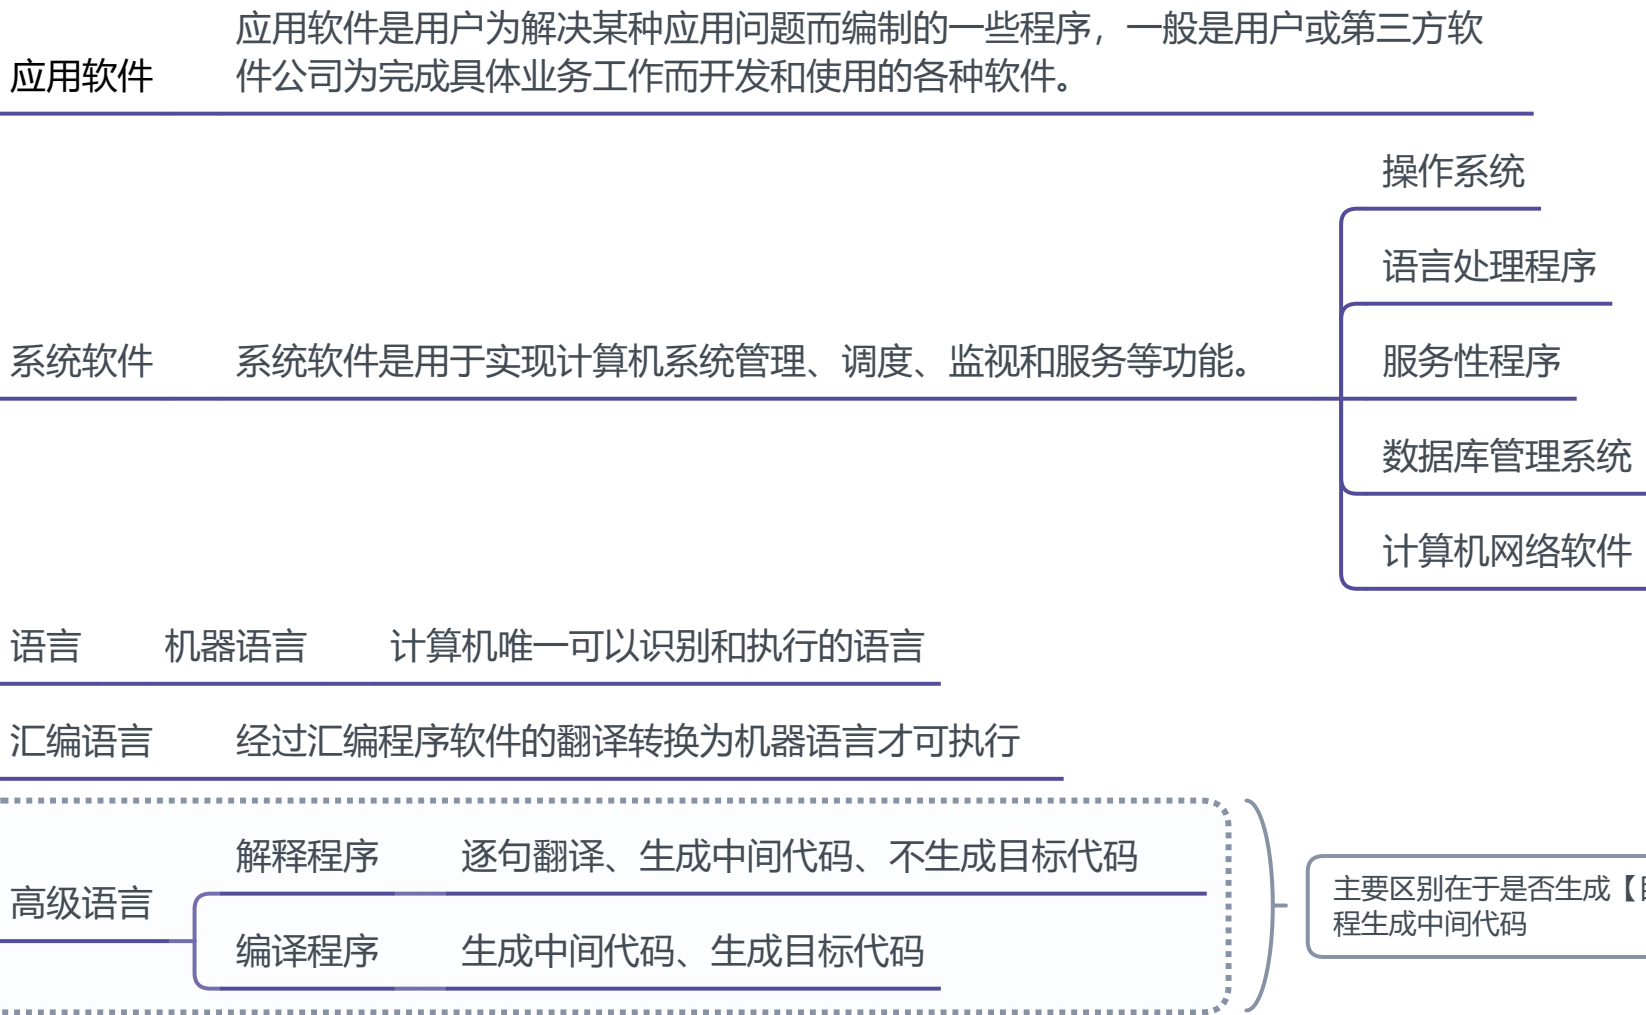 应用软件是用户为解决某种应用问题而编制的一些程序，一般是用户或第三方软
应用软件
件公司为完成具体业务工作而开发和使用的各种软件。
操作系统
语言处理程序
系统软件 系统软件是用于实现计算机系统管理、调度、监视和服务等功能。 服务性程序
数据库管理系统
计算机网络软件
语言 机器语言 计算机唯一可以识别和执行的语言
汇编语言 经过汇编程序软件的翻译转换为机器语言才可执行
高级语言
解释程序 逐句翻译、生成中间代码、不生成目标代码
编译程序 生成中间代码、生成目标代码
主要区别在于是否生成【
程生成中间代码